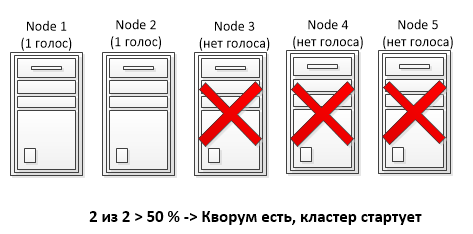 Node 1
(1 голос)
Node 2
(1 голос)
Node 3
(нет голоса)
Node 4
(нет голоса)
Node 5
(нет голоса)
2 из 2 > 50 % -> Кворум есть, кластер стартует